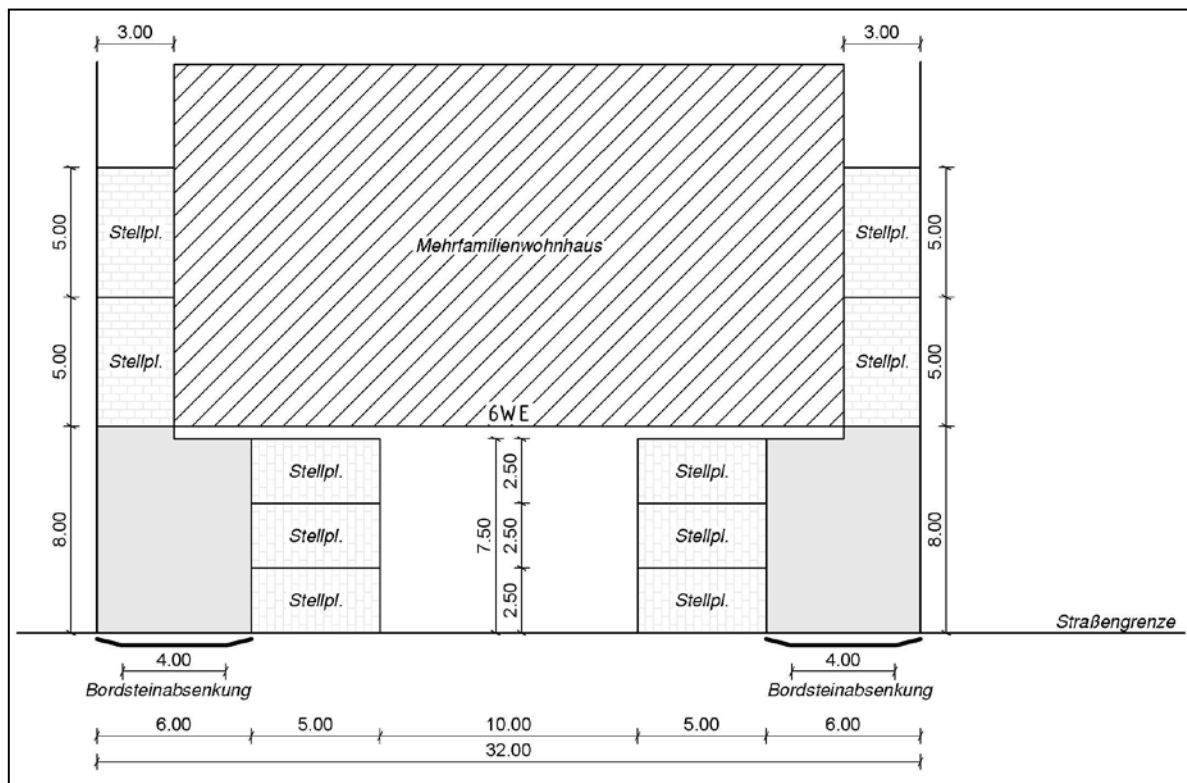 3.00
3.00
5.00
Stellpl.
Mehrfamilienwohnhaus
Stellpl.
5.00
5.00
Stellpl.
Stellpl.
5.00
6WE
8.00
Stellpl.
Stellpl.
Stellpl.
7.50
2.50
2.50
2.50
Stellpl.
Stellpl.
Stellpl.
8.00
Straßengrenze
4.00
4.00
Bordsteinabsenkung
Bordsteinabsenkung
6.00 5.00 10.00 5.00 6.00
32.00